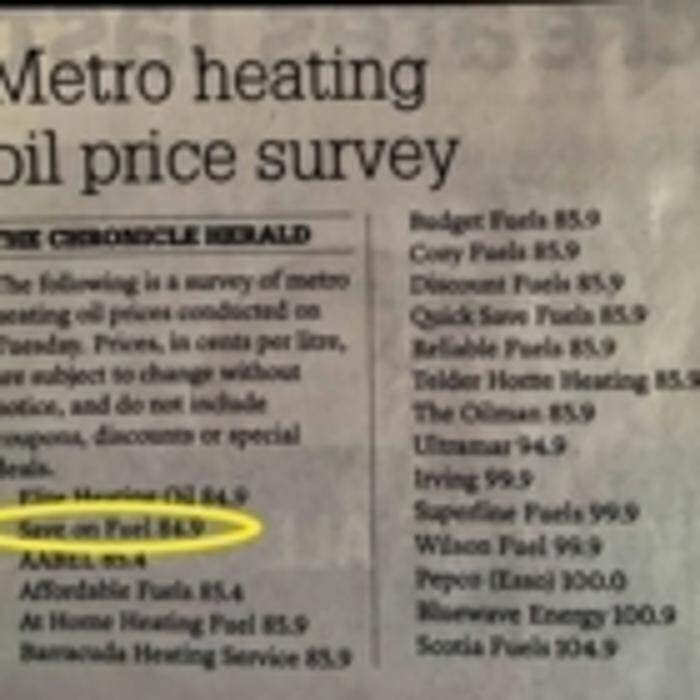 Metro heating
oil price survey
THE CHRONICLE HERALD
The following is a survey of metro
heating oil prices conducted on
Tuesday. Prices, in cents per litre,
are subject to change without
notice, and do not include
coupons, discounts or special
deals.
Heating Oil 84.9
Save on Fuel 84.9
85.4
Affordable Fuels 85.4
At Home Heating Fuel 85.9
Barracuda Heating Service 85.9
Budget Fuels 85.9
Cozy Fuels 85.9
Discount Fuels 85.9
Quick Save Fuels 85.9
Reliable Fuels 85.9
Telder Home Heating 85.9
The Oilman 85.9
Ultramar 94.9
Irving 99.9
Superline Fuels 99.9
Wilson Fuel 99.9
Pepco (Esso) 100.0
Bluewave Energy 100.9
Scotia Fuels 104.9